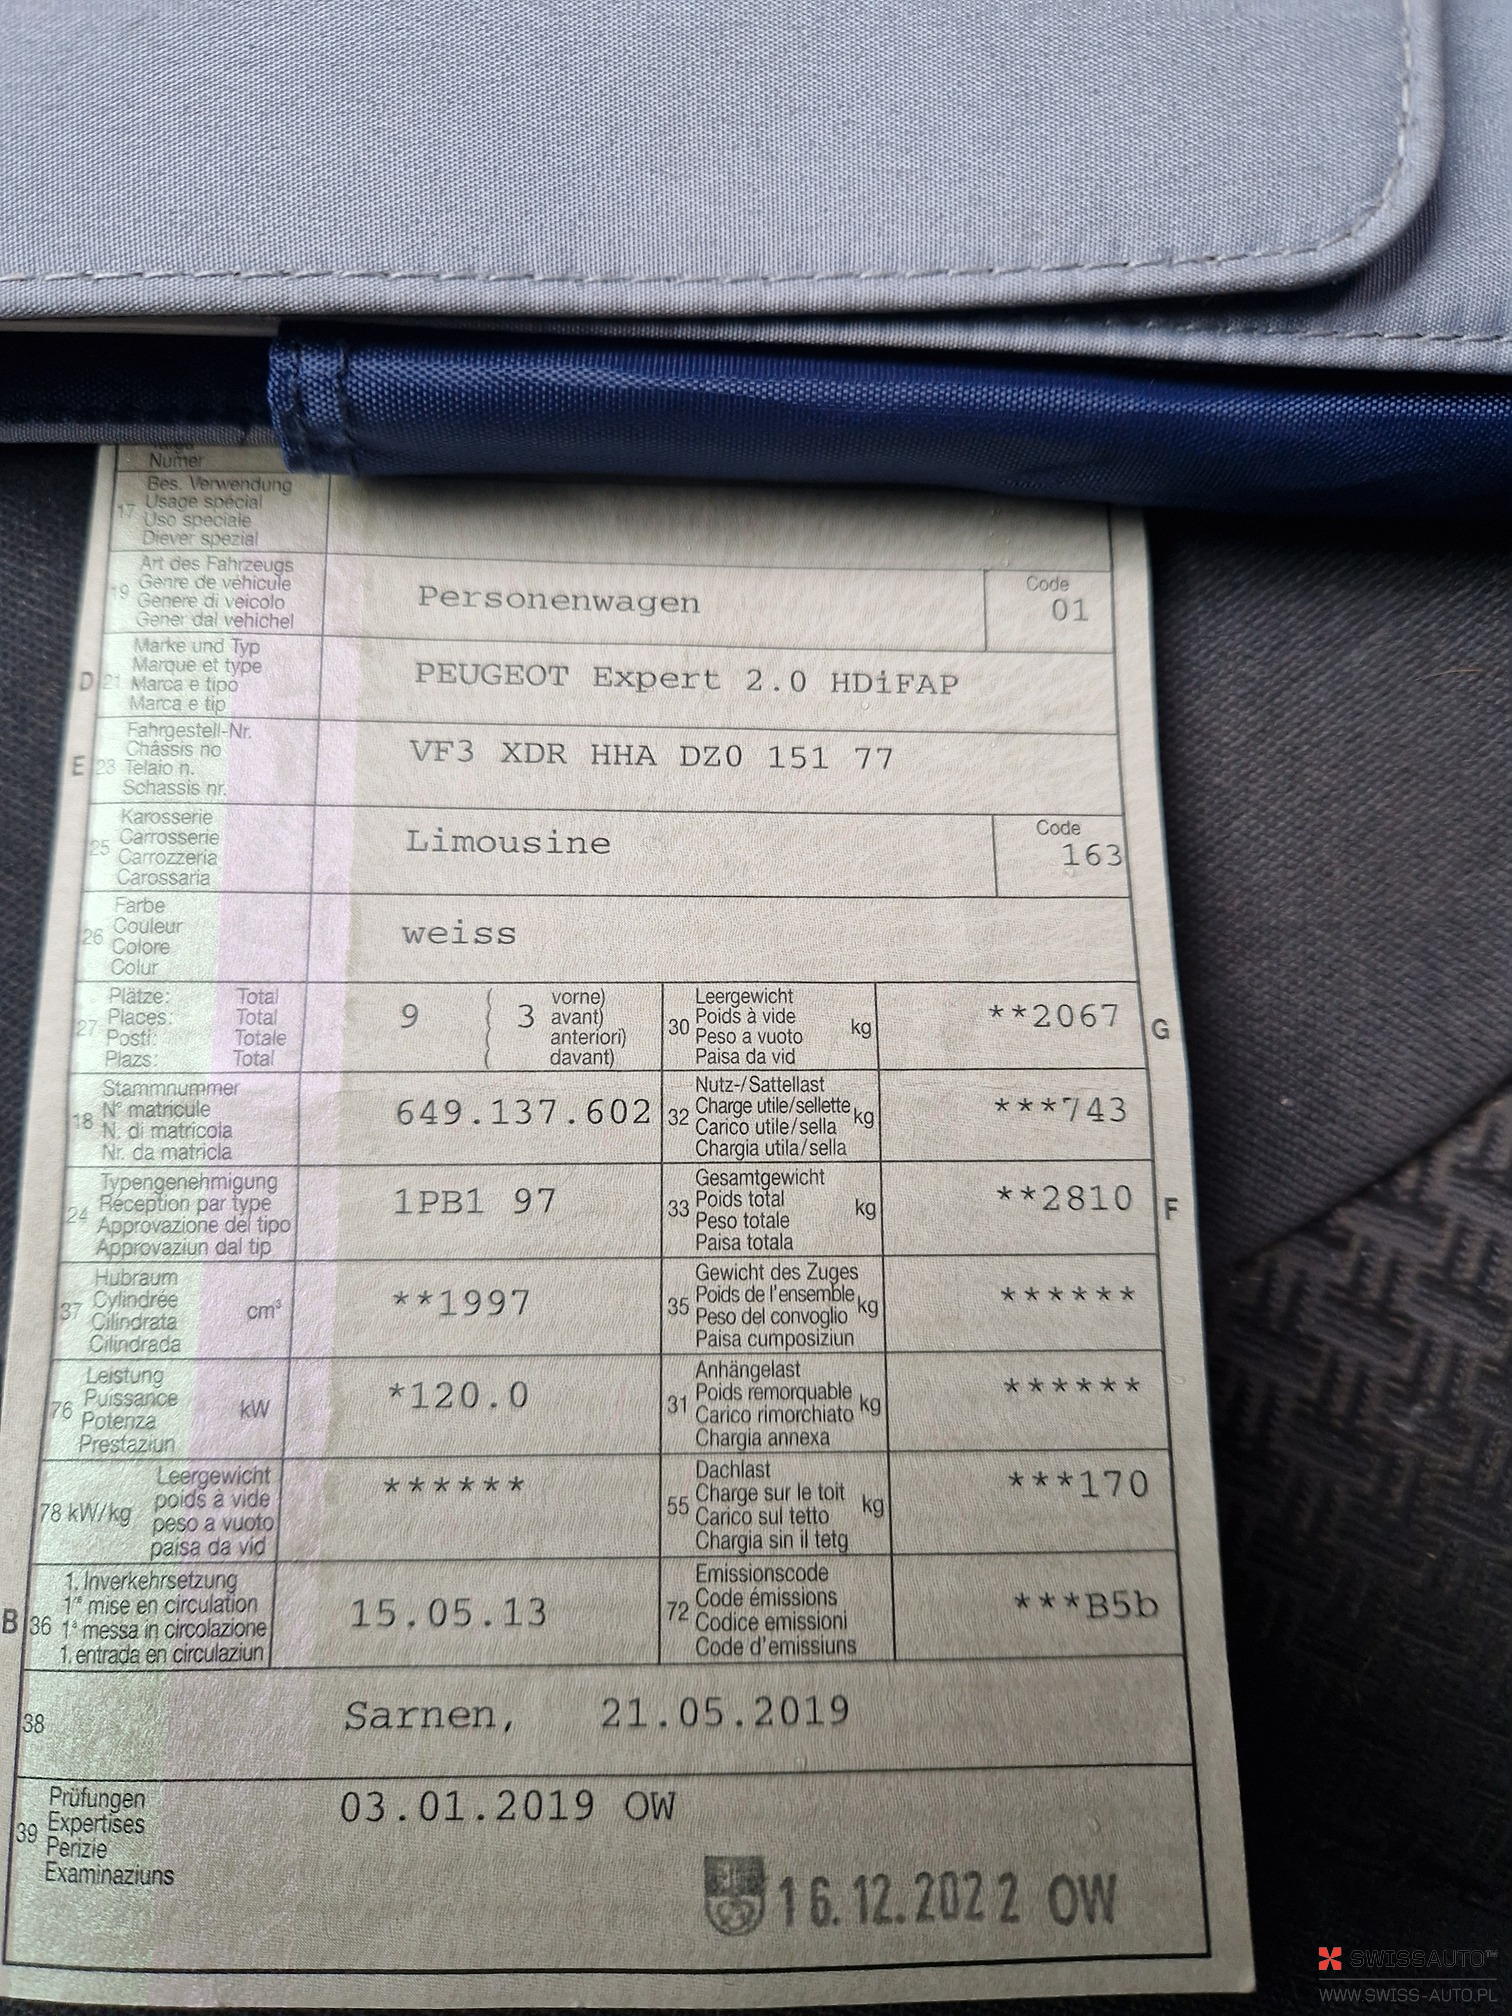 Numer
17
Bes. Verwendung
Usage spécial
Uso speciale
Diever spezial
19
Art des Fahrzeugs
Genre de véhicule
Genere di veicolo
Gener dal vehichel
Personenwagen
Code
01
D 21
Marke und Typ
Marque et type
Marca e tipo
Marca e tip
PEUGEOT Expert 2.0 HDiFAP
E 23
Fahrgestell-Nr.
Châssis no
Telaio n.
Schassis nr.
VF3 XDR HHA DZ0 151 77
25
Karosserie
Carrosserie
Carrozzeria
Carossaria
Limousine
Code
163
26
Farbe
Couleur
Colore
Colur
weiss
27
Plätze: Total
Places: Total
Posti: Totale
Plazs: Total
9 ( 3 vorne)
( avant)
( anteriori)
( davant)
30
Leergewicht
Poids à vide
Peso a vuoto
Paisa da vid
kg
**2067
G
18
Stammnummer
N° matricule
N. di matricola
Nr. da matricla
649.137.602
32
Nutz-/Sattellast
Charge utile/sellette
Carico utile/sella
Chargia utila/sella
kg
***743
24
Typengenehmigung
Réception par type
Approvazione del tipo
Approvaziun dal tip
1PB1 97
33
Gesamtgewicht
Poids total
Peso totale
Paisa totala
kg
**2810
F
37
Hubraum
Cylindrée
Cilindrata
Cilindrada
cm³
**1997
35
Gewicht des Zuges
Poids de l'ensemble
Peso del convoglio
Paisa cumposiziun
kg
******
76
Leistung
Puissance
Potenza
Prestaziun
kW
*120.0
31
Anhängelast
Poids remorquable
Carico rimorchiato
Chargia annexa
kg
******
78 kW/kg
Leergewicht
poids à vide
peso a vuoto
paisa da vid
******
55
Dachlast
Charge sur le toit
Carico sul tetto
Chargia sin il tetg
kg
***170
B 36
1. Inverkehrsetzung
1re mise en circulation
1a messa in circolazione
1. entrada en circulaziun
15.05.13
72
Emissionscode
Code émissions
Codice emissioni
Code d'emissiuns
***B5b
38
Sarnen, 21.05.2019
39
Prüfungen
Expertises
Perizie
Examinaziuns
03.01.2019 OW
16.12.2022 OW
SWISSAUTO™
WWW.SWISS-AUTO.PL